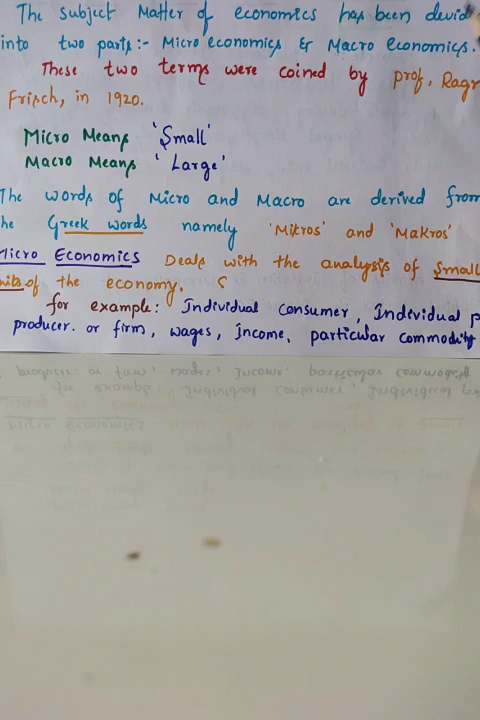 The subject Matter of economics has been devid
into two parts:- Micro economics & Macro economics.
These two terms were coined by prof, Ragn
Frisch, in 1920.
Micro Means 'Small'
Macro Means 'Large'
The words of Micro and Macro are derived from
he Greek words namely 'Mikros' and 'Makros'
Micro Economics Deals with the analysis of Small
nits of the economy. S
for example: Individual consumer, Individual p
producer. or firm, wages, income, particular commodity